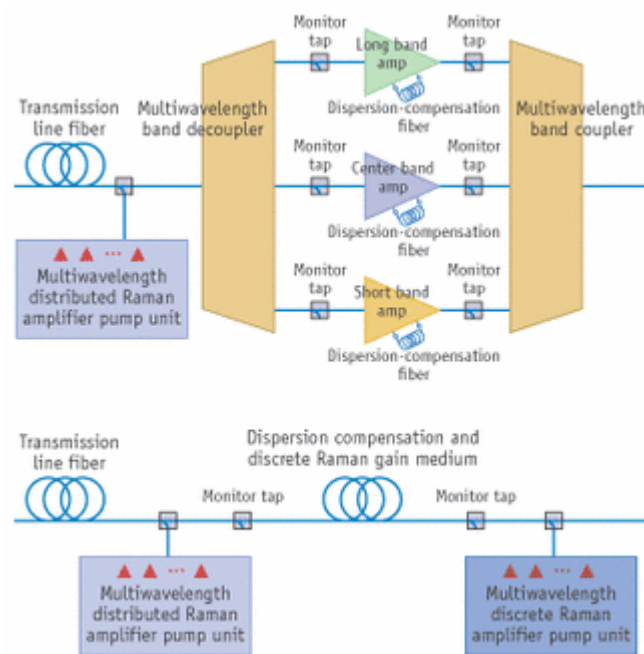 Monitor
tap
Long band
amp
Monitor
tap
Dispersion-compensation
fiber
Transmission
line fiber
Multiwavelength
band decoupler
Multiwavelength
band coupler
Monitor
tap
Center band
amp
Monitor
tap
Dispersion-compensation
fiber
Multiwavelength
distributed Raman
amplifier pump unit
Monitor
tap
Short band
amp
Monitor
tap
Dispersion-compensation
fiber
Transmission
line fiber
Dispersion compensation and
discrete Raman gain medium
Monitor tap
Monitor tap
Multiwavelength
distributed Raman
amplifier pump unit
Multiwavelength
discrete Raman
amplifier pump unit